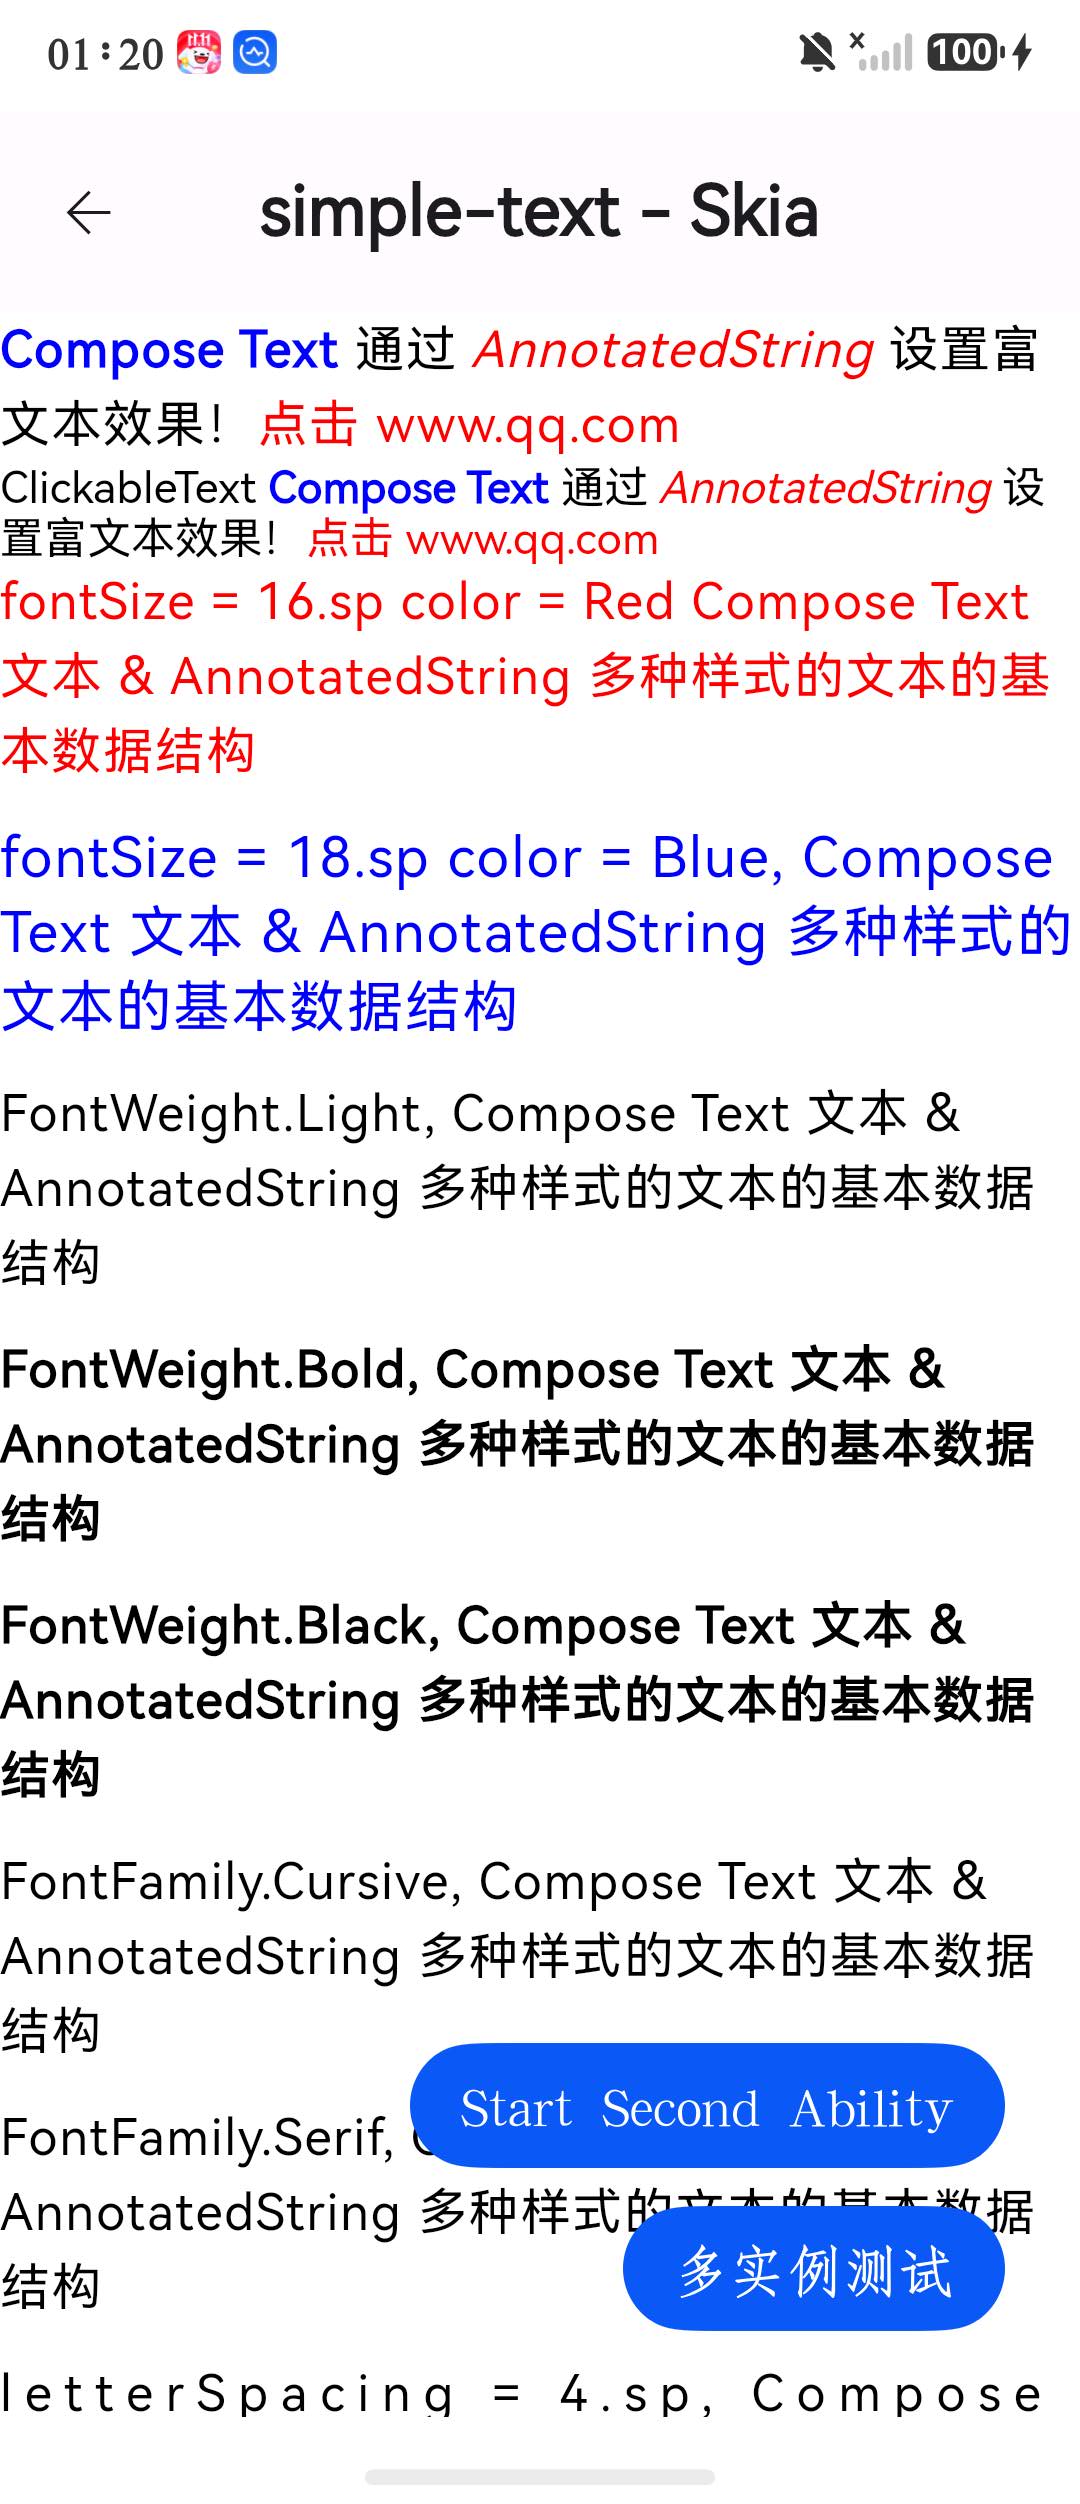 01:20
100
simple-text - Skia
Compose Text 通过 AnnotatedString 设置富
文本效果！ 点击 www.qq.com
ClickableText Compose Text 通过 AnnotatedString 设
置富文本效果！ 点击 www.qq.com
fontSize = 16.sp color = Red Compose Text
文本 & AnnotatedString 多种样式的文本的基
本数据结构
fontSize = 18.sp color = Blue, Compose
Text 文本 & AnnotatedString 多种样式的
文本的基本数据结构
FontWeight.Light, Compose Text 文本 &
AnnotatedString 多种样式的文本的基本数据
结构
FontWeight.Bold, Compose Text 文本 &
AnnotatedString 多种样式的文本的基本数据
结构
FontWeight.Black, Compose Text 文本 &
AnnotatedString 多种样式的文本的基本数据
结构
FontFamily.Cursive, Compose Text 文本 &
AnnotatedString 多种样式的文本的基本数据
结构
Start Second Ability
FontFamily.Serif,
AnnotatedString 多种样式的文本的基本数据
多实例测试
结构
letterSpacing = 4.sp, Compose